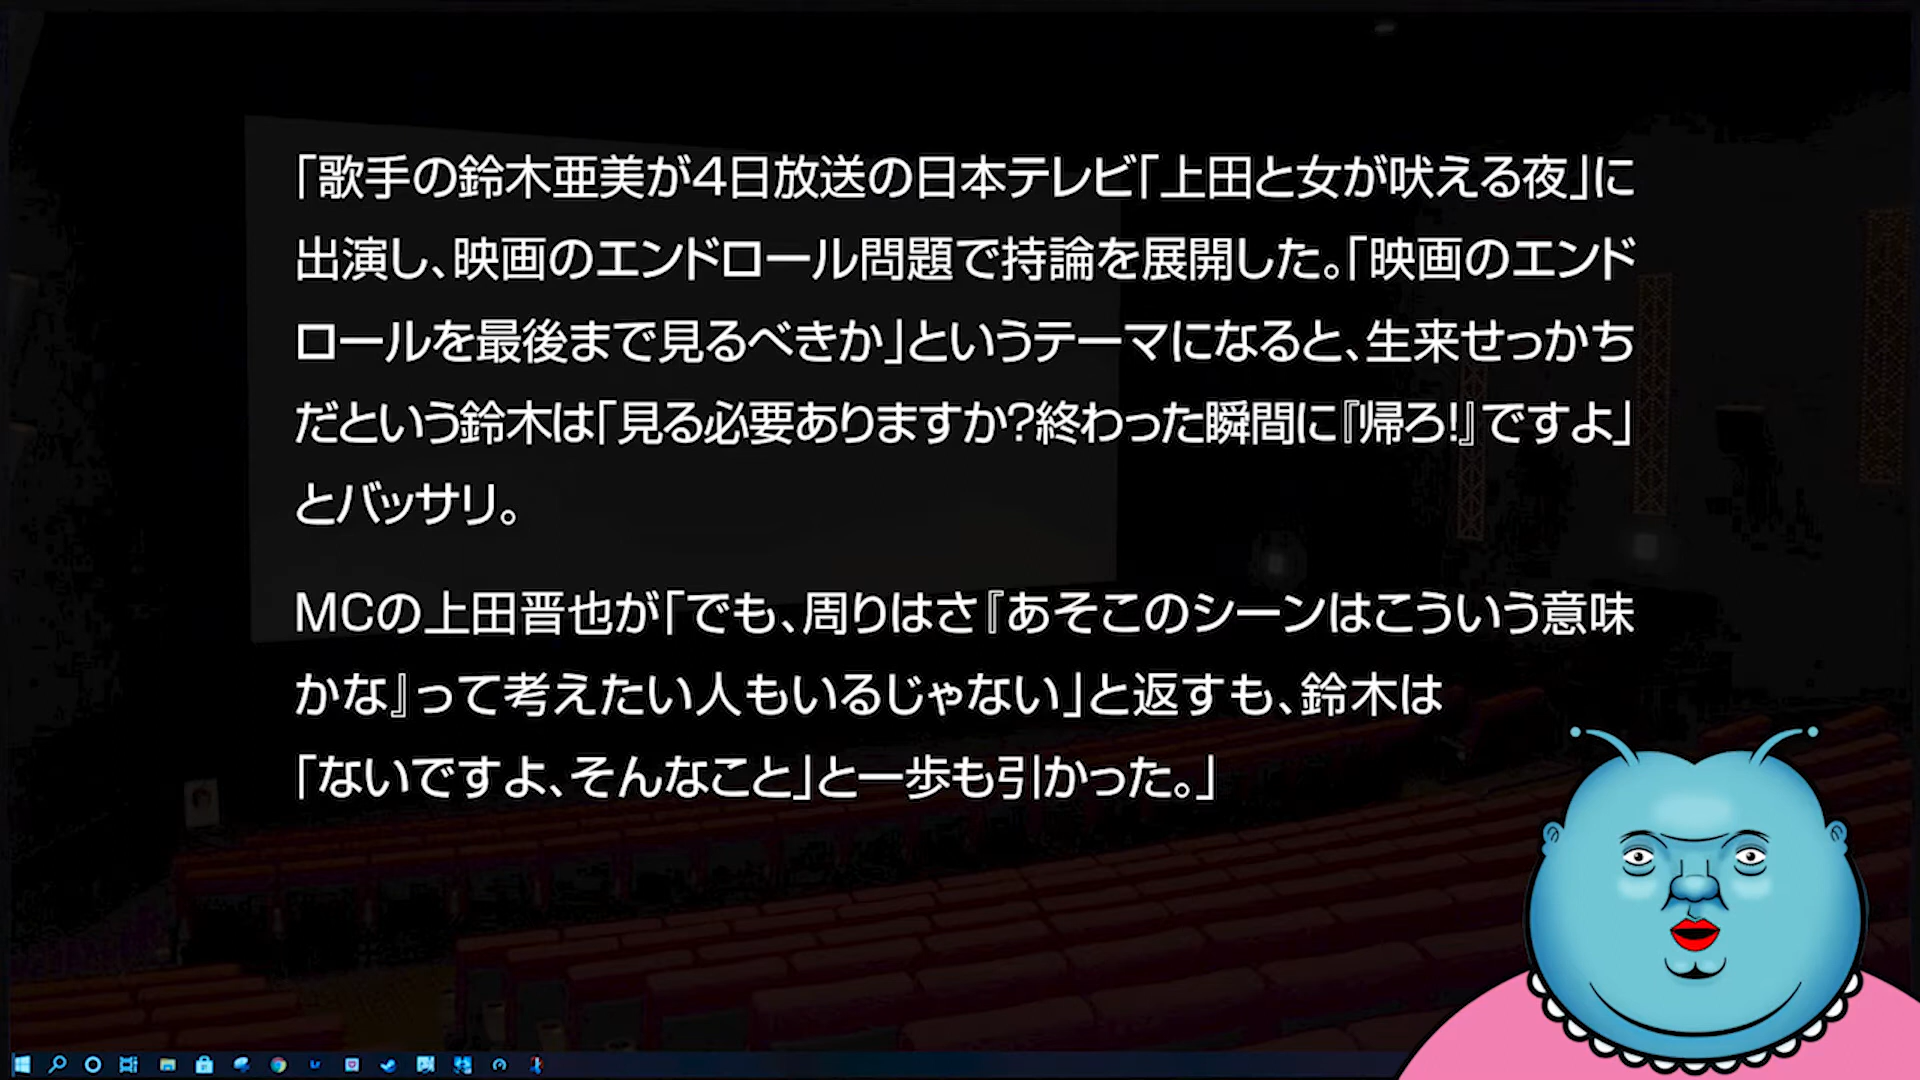 「歌手の鈴木亜美が4日放送の日本テレビ「上田と女が吠える夜」に
出演し、映画のエンドロール問題で持論を展開した。「映画のエンド
ロールを最後まで見るべきか」というテーマになると、生来せっかち
だという鈴木は「見る必要ありますか?終わった瞬間に『帰ろ!』ですよ」
とバッサリ。
MCの上田晋也が「でも、周りはさ『あそこのシーンはこういう意味
かな』って考えたい人もいるじゃない」と返すも、鈴木は
「ないですよ、そんなこと」と一歩も引かった。」